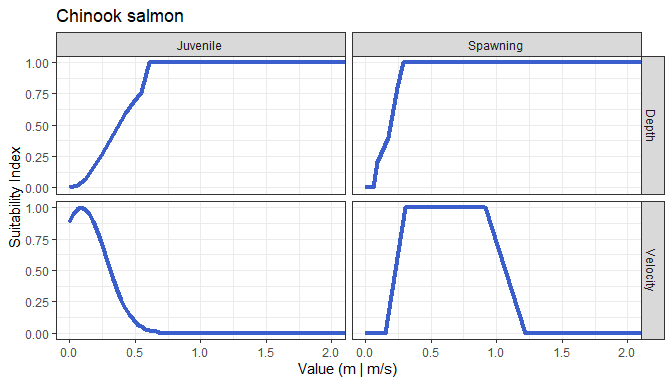 Chinook salmon
Juvenile
Spawning
Suitability Index
1.00
0.75
0.50
0.25
0.00
Depth
1.00
0.75
0.50
0.25
0.00
Velocity
0.0 0.5 1.0 1.5 2.0
0.0 0.5 1.0 1.5 2.0
Value (m | m/s)